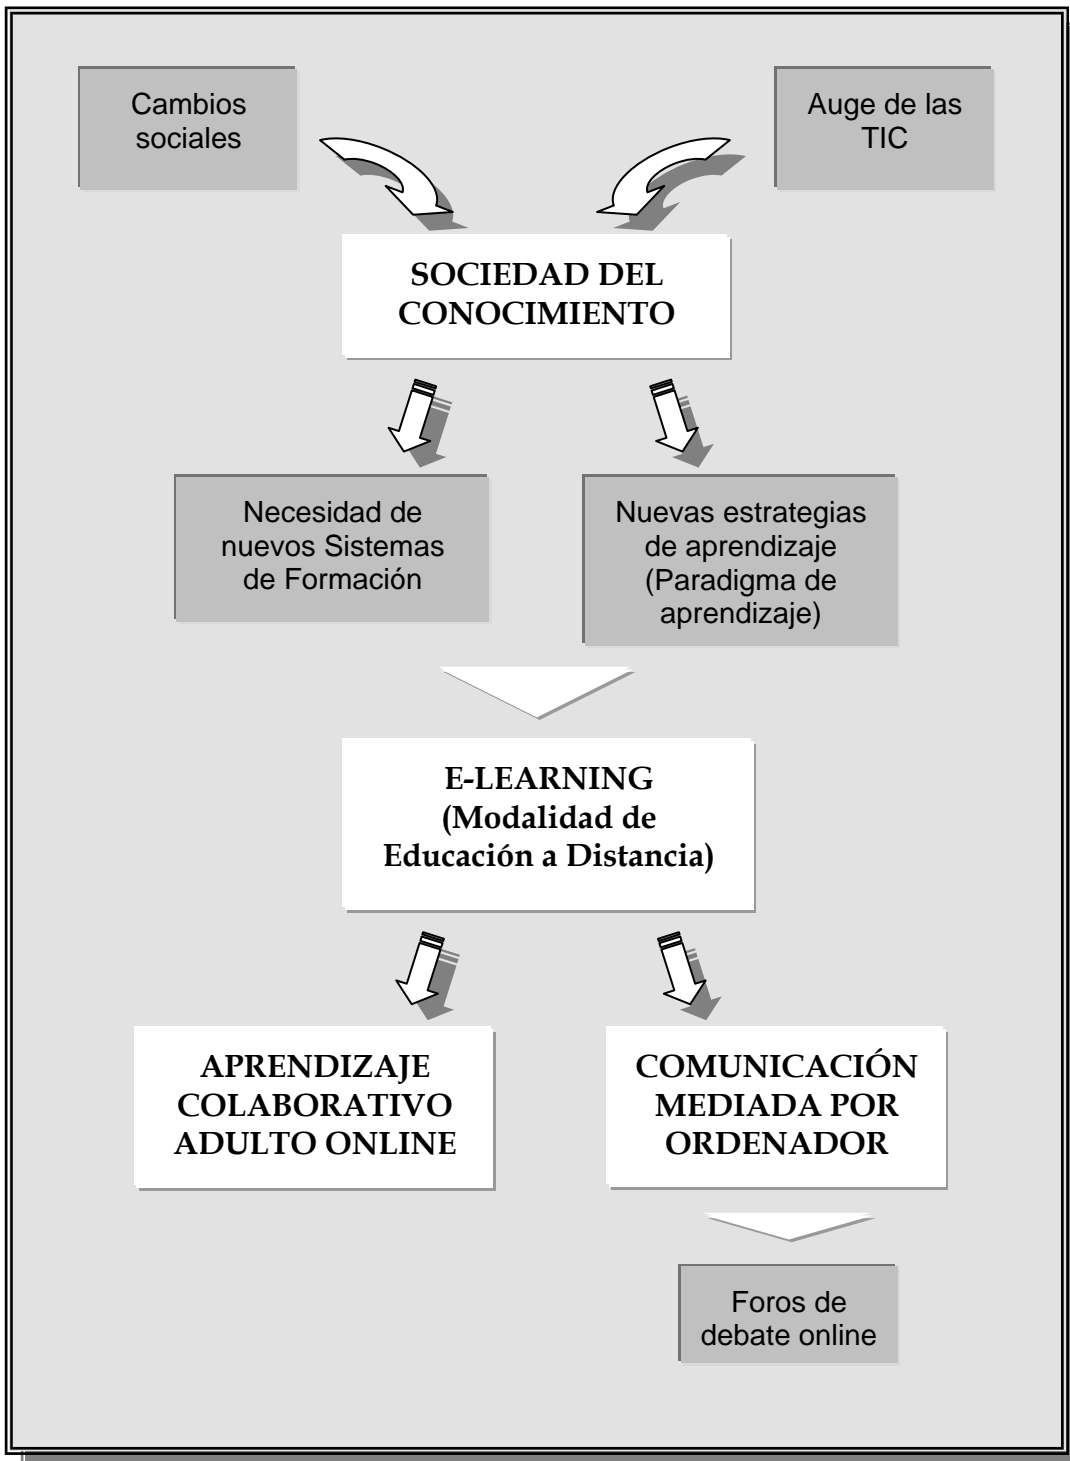 Cambios
sociales
Auge de las
TIC
SOCIEDAD DEL
CONOCIMIENTO
Necesidad de
nuevos Sistemas
de Formación
Nuevas estrategias
de aprendizaje
(Paradigma de
aprendizaje)
E-LEARNING
(Modalidad de
Educación a Distancia)
APRENDIZAJE
COLABORATIVO
ADULTO ONLINE
COMUNICACIÓN
MEDIADA POR
ORDENADOR
Foros de
debate online